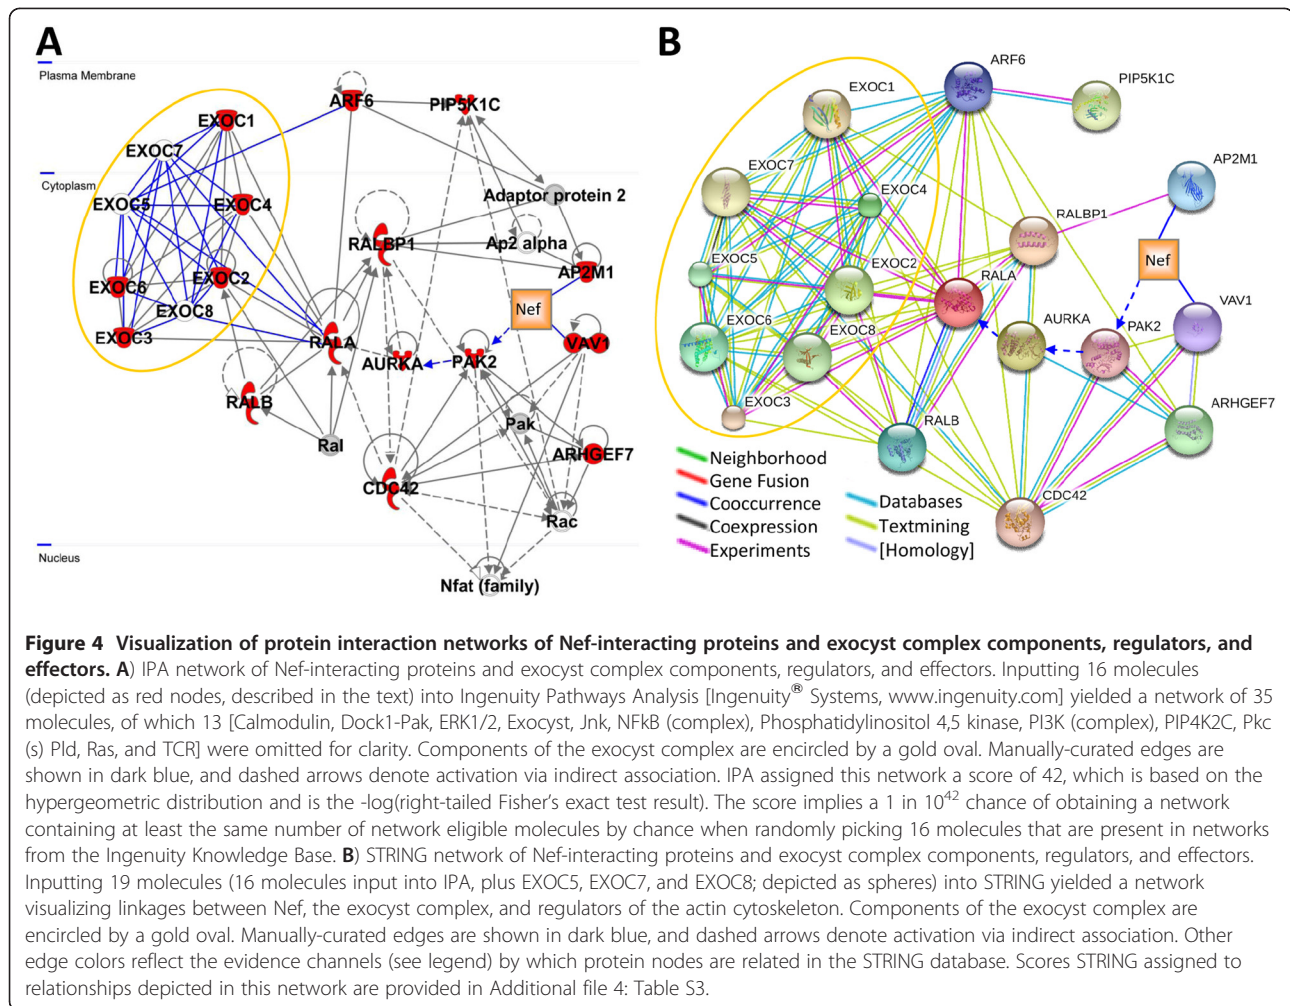 A
Plasma Membrane
ARF6
PIP5K1C
EXOC1
EXOC7
Cytoplasm
Adaptor protein 2
EXOC5
EXOC4
RALBP1
Ap2 alpha
EXOC2
AP2M1
EXOC6
EXOC8
Nef
EXOC3
RALA
VAV1
AURKA
PAK2
RALB
Pak
Ral
ARHGEF7
CDC42
Rac
Nucleus
Nfat (family)
B
ARF6
PIP5K1C
EXOC1
EXOC7
AP2M1
EXOC4
RALBP1
EXOC5
EXOC2
RALA
Nef
VAV1
EXOC6
EXOC8
AURKA
PAK2
EXOC3
ARHGEF7
RALB
CDC42
Neighborhood
Gene Fusion
Cooccurrence
Coexpression
Experiments
Databases
Textmining
[Homology]
Figure 4 Visualization of protein interaction networks of Nef-interacting proteins and exocyst complex components, regulators, and
effectors. A) IPA network of Nef-interacting proteins and exocyst complex components, regulators, and effectors. Inputting 16 molecules
(depicted as red nodes, described in the text) into Ingenuity Pathways Analysis [Ingenuity® Systems, www.ingenuity.com] yielded a network of 35
molecules, of which 13 [Calmodulin, Dock1-Pak, ERK1/2, Exocyst, Jnk, NFkB (complex), Phosphatidylinositol 4,5 kinase, PI3K (complex), PIP4K2C, Pkc
(s) Pld, Ras, and TCR] were omitted for clarity. Components of the exocyst complex are encircled by a gold oval. Manually-curated edges are
shown in dark blue, and dashed arrows denote activation via indirect association. IPA assigned this network a score of 42, which is based on the
hypergeometric distribution and is the -log(right-tailed Fisher's exact test result). The score implies a 1 in 10⁴² chance of obtaining a network
containing at least the same number of network eligible molecules by chance when randomly picking 16 molecules that are present in networks
from the Ingenuity Knowledge Base. B) STRING network of Nef-interacting proteins and exocyst complex components, regulators, and effectors.
Inputting 19 molecules (16 molecules input into IPA, plus EXOC5, EXOC7, and EXOC8; depicted as spheres) into STRING yielded a network
visualizing linkages between Nef, the exocyst complex, and regulators of the actin cytoskeleton. Components of the exocyst complex are
encircled by a gold oval. Manually-curated edges are shown in dark blue, and dashed arrows denote activation via indirect association. Other
edge colors reflect the evidence channels (see legend) by which protein nodes are related in the STRING database. Scores STRING assigned to
relationships depicted in this network are provided in Additional file 4: Table S3.